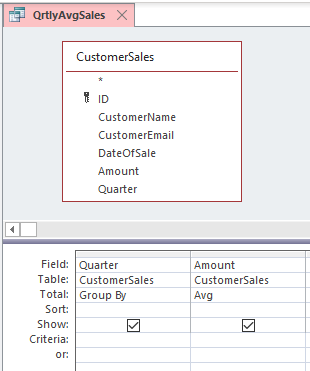 QrtlyAvgSales
CustomerSales
*
ID
CustomerName
CustomerEmail
DateOfSale
Amount
Quarter
Field: Quarter Amount
Table: CustomerSales CustomerSales
Total: Group By Avg
Sort:
Show:
Criteria:
or: